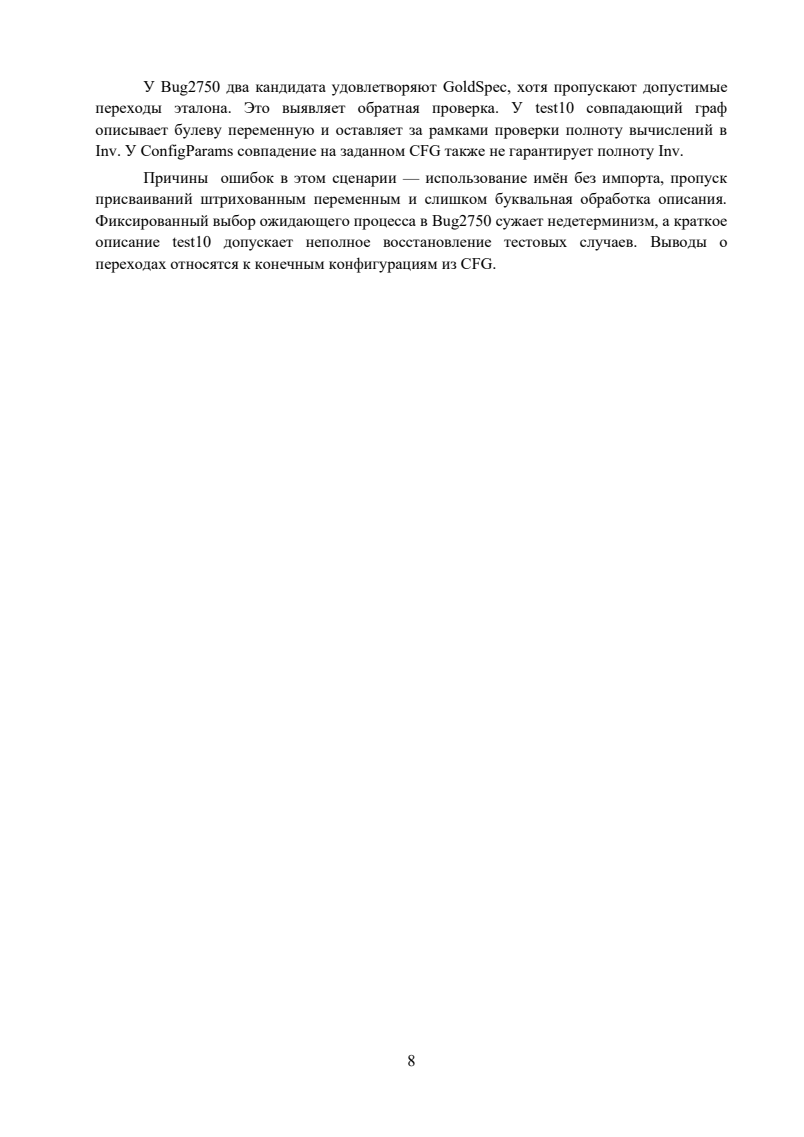 У Bug2750 два кандидата удовлетворяют GoldSpec, хотя пропускают допустимые
переходы эталона. Это выявляет обратная проверка. У test10 совпадающий граф
описывает булеву переменную и оставляет за рамками проверки полноту вычислений в
Inv. У ConfigParams совпадение на заданном CFG также не гарантирует полноту Inv.
Причины ошибок в этом сценарии — использование имён без импорта, пропуск
присваиваний штрихованным переменным и слишком буквальная обработка описания.
Фиксированный выбор ожидающего процесса в Bug2750 сужает недетерминизм, а краткое
описание test10 допускает неполное восстановление тестовых случаев. Выводы о
переходах относятся к конечным конфигурациям из CFG.
8